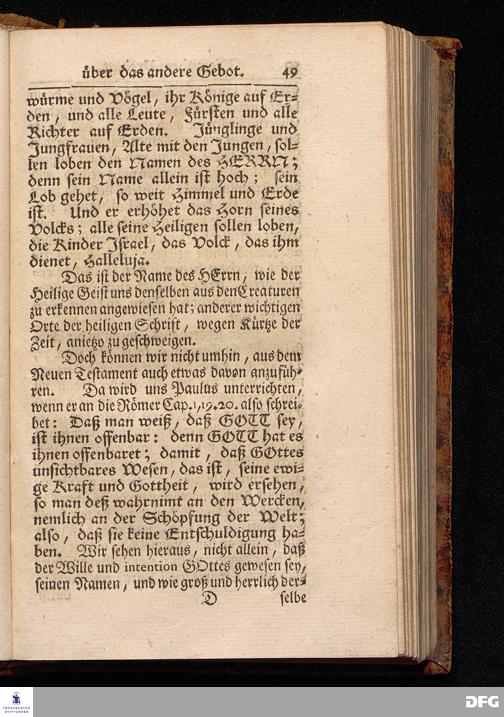 über das andere Gebot. 49
würme und Vögel, ihr Könige auf Er-
den, und alle Leute, Fürsten und alle
Richter auf Erden. Jünglinge und
Jungfrauen, Alte mit den Jungen, sol-
len loben den Namen des HERRN;
denn sein Name allein ist hoch; sein
Lob gehet, so weit Himmel und Erde
ist. Und er erhöhet das Horn seines
Volcks; alle seine Heiligen sollen loben,
die Kinder Israel, das Volck, das ihm
dienet, Halleluja.
Das ist der Name des HErrn, wie der
Heilige Geist uns denselben aus den Creaturen
zu erkennen angewiesen hat; anderer wichtigen
Orte der heiligen Schrift, wegen Kürtze der
Zeit, anietzo zu geschweigen.
Doch können wir nicht umhin, aus dem
Neuen Testament auch etwas davon anzufüh-
ren. Da wird uns Paulus unterrichten,
wenn er an die Römer Cap. 1, 19. 20. also schrei-
bet: Daß man weiß, daß GOTT sey,
ist ihnen offenbar: denn GOTT hat es
ihnen offenbaret; damit, daß GOttes
unsichtbares Wesen, das ist, seine ewi-
ge Kraft und Gottheit, wird ersehen,
so man deß wahrnimt an den Wercken,
nemlich an der Schöpfung der Welt;
also, daß sie keine Entschuldigung ha-
ben. Wir sehen hieraus, nicht allein, daß
der Wille und intention GOttes gewesen sey,
seinen Namen, und wie groß und herrlich der-
D selbe
FRANCKESCHE
STIFTUNGEN
DFG